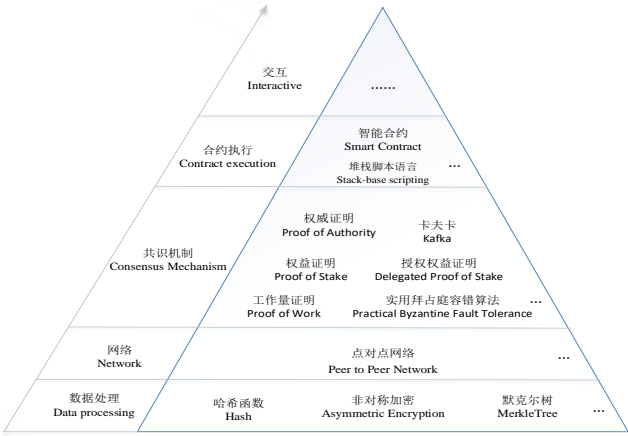 交互
Interactive
......
合约执行
Contract execution
智能合约
Smart Contract
堆栈脚本语言
Stack-base scripting
...
共识机制
Consensus Mechanism
权威证明
Proof of Authority
卡夫卡
Kafka
权益证明
Proof of Stake
授权权益证明
Delegated Proof of Stake
工作量证明
Proof of Work
实用拜占庭容错算法
Practical Byzantine Fault Tolerance
...
网络
Network
点对点网络
Peer to Peer Network
...
数据处理
Data processing
哈希函数
Hash
非对称加密
Asymmetric Encryption
默克尔树
MerkleTree
...